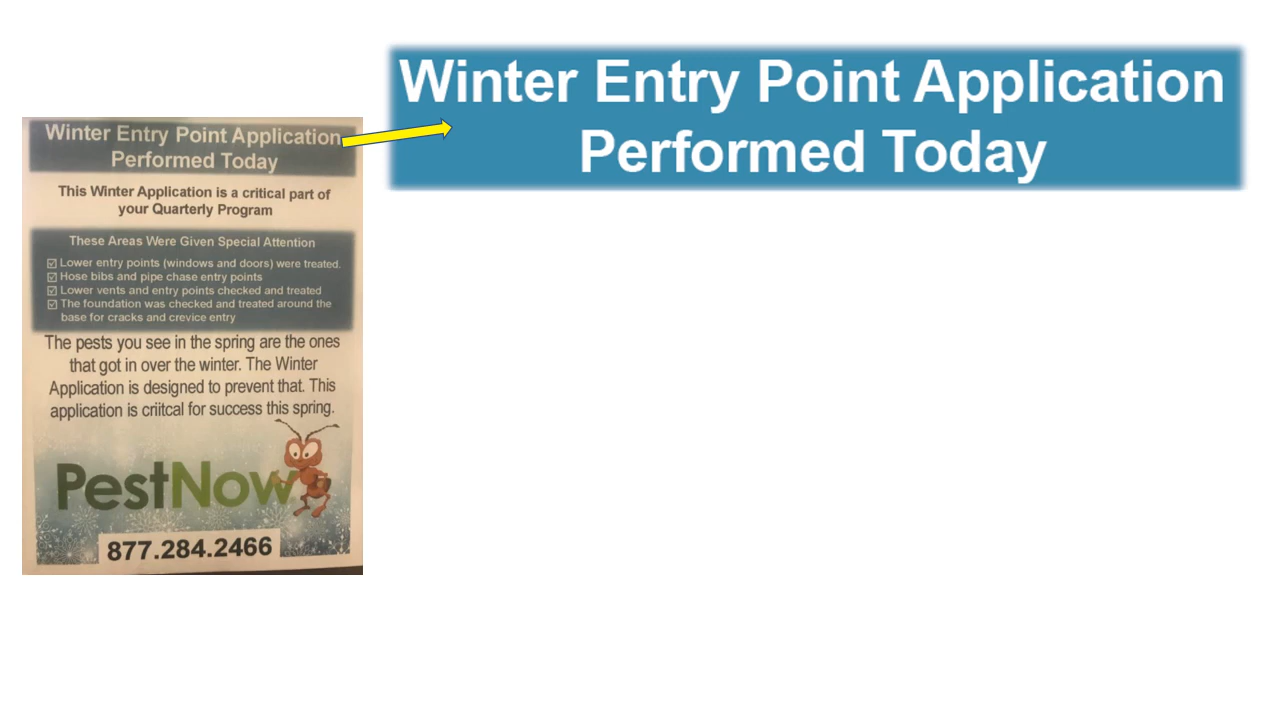 Winter Entry Point Application
Performed Today
Winter Entry Point Application
Performed Today
This Winter Application is a critical part of
your Quarterly Program
These Areas Were Given Special Attention
☑ Lower entry points (windows and doors) were treated.
☑ Hose bibs and pipe chase entry points
☑ Lower vents and entry points checked and treated
☑ The foundation was checked and treated around the
base for cracks and crevice entry
The pests you see in the spring are the ones
that got in over the winter. The Winter
Application is designed to prevent that. This
application is criitcal for success this spring.
PestNow
877.284.2466